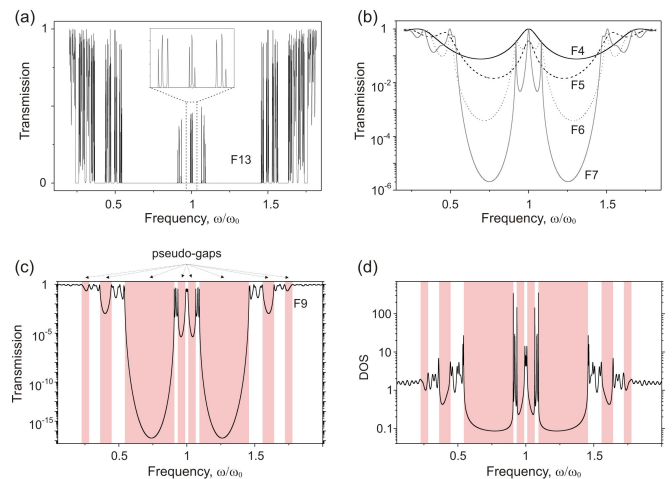 (a)
Transmission
1
0
F13
0.5
1
1.5
Frequency, ω/ω₀
(b)
Transmission
1
10⁻²
10⁻⁴
10⁻⁶
F4
F5
F6
F7
0.5
1
1.5
Frequency, ω/ω₀
(c)
pseudo-gaps
Transmission
1
10⁻⁵
10⁻¹⁰
10⁻¹⁵
F9
0.5
1
1.5
Frequency, ω/ω₀
(d)
DOS
100
10
1
0.1
0.5
1
1.5
Frequency, ω/ω₀